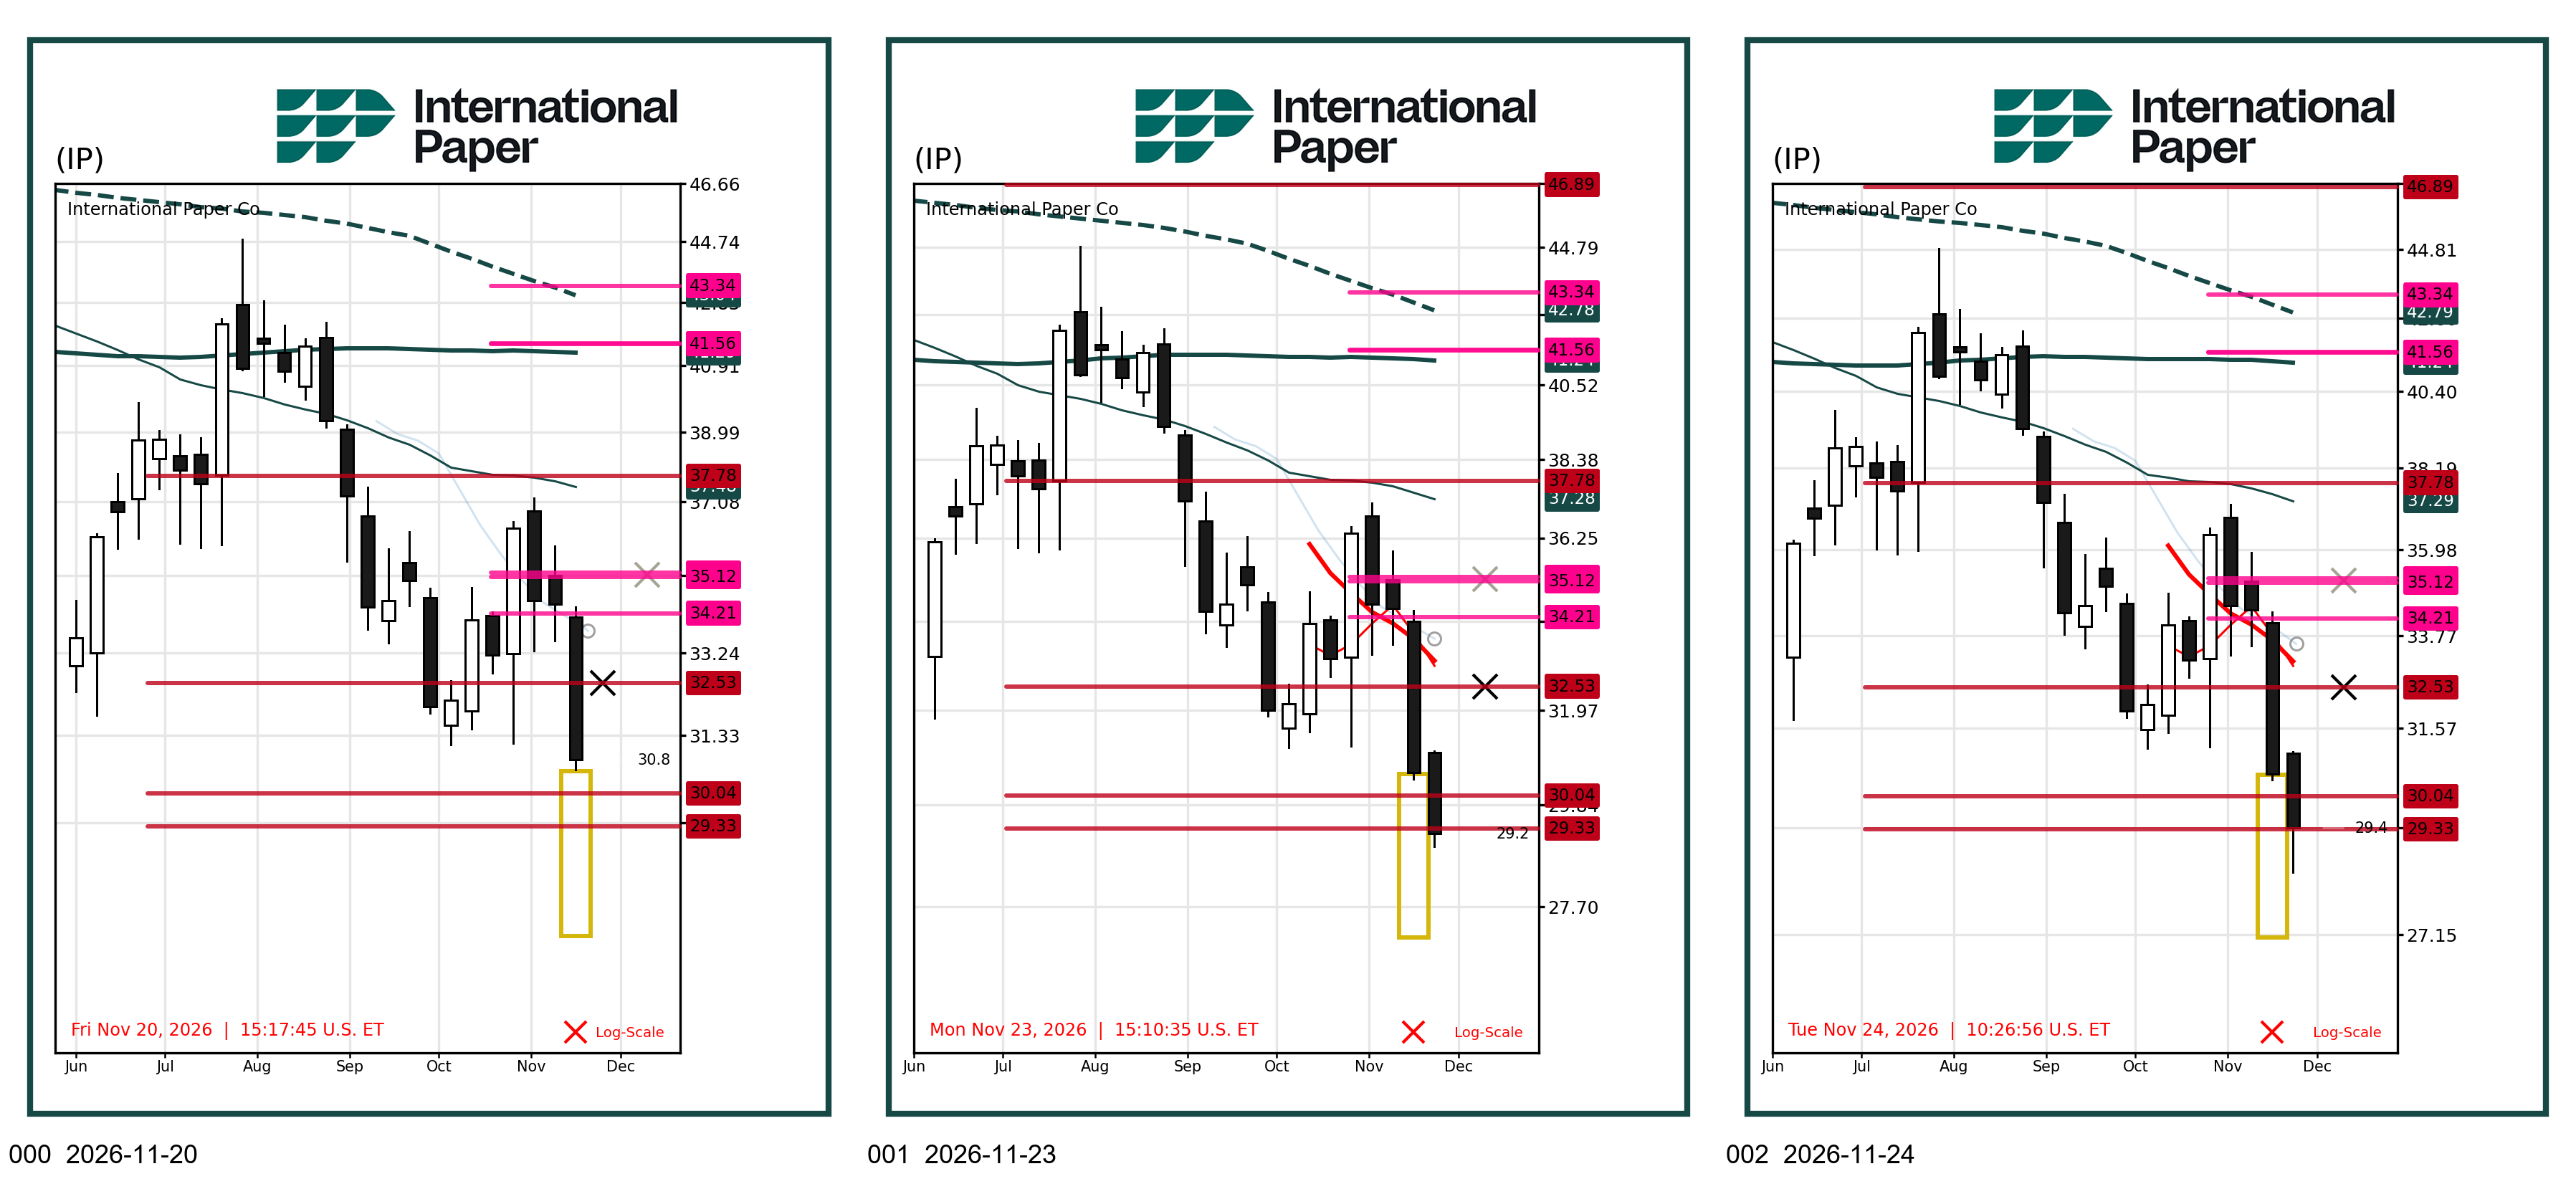 International
Paper
(IP)
International Paper Co
46.66
44.74
43.34
42.83
41.56
40.91
38.99
37.78
37.08
35.12
34.21
33.24
32.53
31.33
30.8
30.04
29.33
Fri Nov 20, 2026 | 15:17:45 U.S. ET
Log-Scale
Jun Jul Aug Sep Oct Nov Dec
000 2026-11-20
International
Paper
(IP)
International Paper Co
46.89
44.79
43.34
42.78
41.56
40.52
38.38
37.78
37.28
36.25
35.12
34.21
32.53
31.97
30.04
29.84
29.33
29.2
27.70
Mon Nov 23, 2026 | 15:10:35 U.S. ET
Log-Scale
Jun Jul Aug Sep Oct Nov Dec
001 2026-11-23
International
Paper
(IP)
International Paper Co
46.89
44.81
43.34
42.79
41.56
40.40
38.19
37.78
37.29
35.98
35.12
34.21
33.77
32.53
31.57
30.04
29.4
29.33
27.15
Tue Nov 24, 2026 | 10:26:56 U.S. ET
Log-Scale
Jun Jul Aug Sep Oct Nov Dec
002 2026-11-24